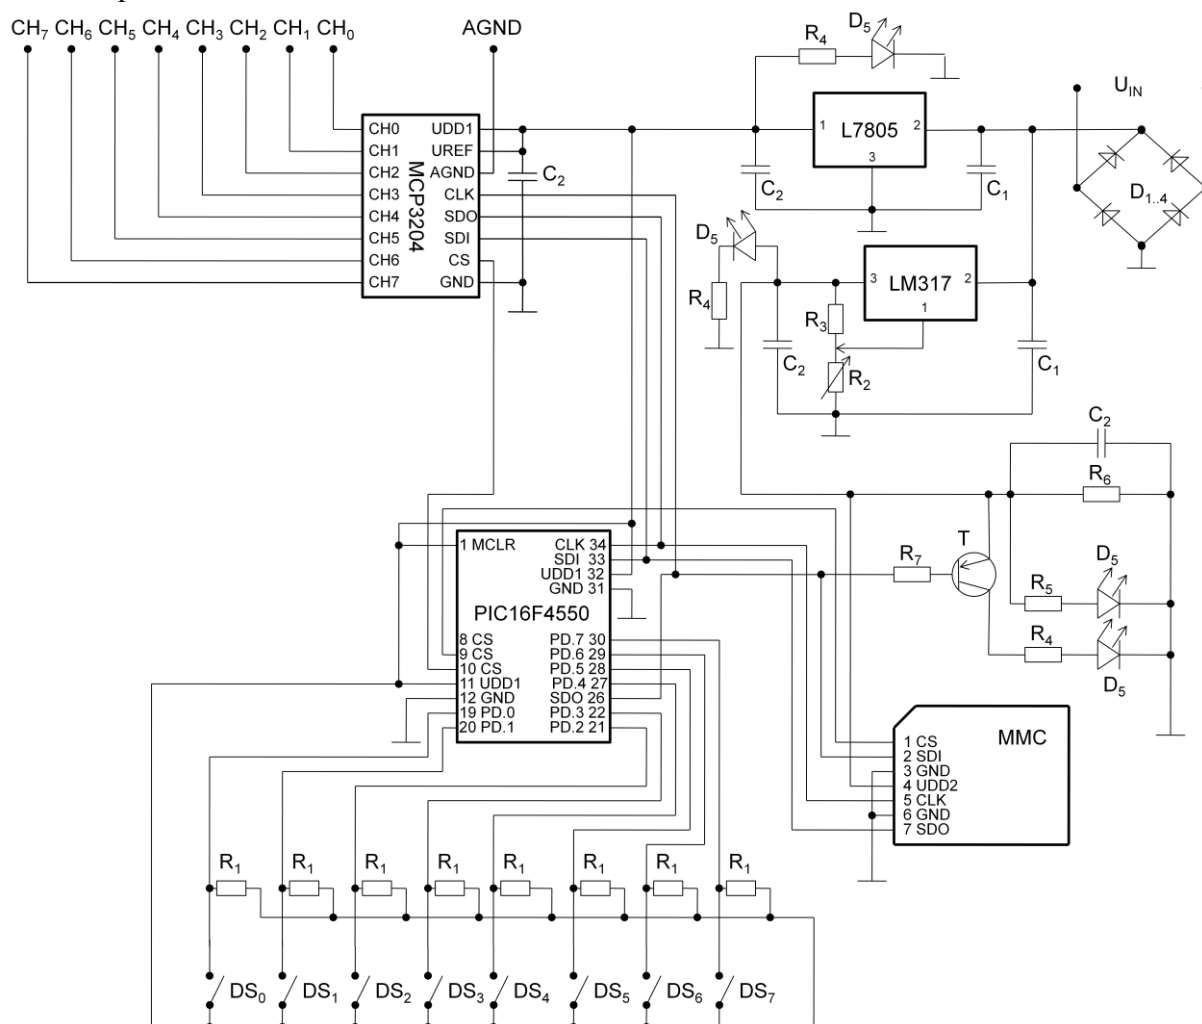 CH₇ CH₆ CH₅ CH₄ CH₃ CH₂ CH₁ CH₀ AGND
R₄ D₅
U_IN
CH0 UDD1
CH1 UREF
CH2 AGND
CH3 CLK
CH4 SDO
CH5 SDI
CH6 CS
CH7 GND
MCP3204
C₂
1 L7805 2
3
C₂ C₁
D₁..₄
D₅
R₄
3 LM317 2
1
R₃
C₂ R₂ C₁
C₂
R₆
T
R₇
D₅
R₅
R₄
D₅
1 MCLR CLK 34
SDI 33
UDD1 32
GND 31
PIC16F4550
8 CS PD.7 30
9 CS PD.6 29
10 CS PD.5 28
11 UDD1 PD.4 27
12 GND SDO 26
19 PD.0 PD.3 22
20 PD.1 PD.2 21
MMC
1 CS
2 SDI
3 GND
4 UDD2
5 CLK
6 GND
7 SDO
R₁ R₁ R₁ R₁ R₁ R₁ R₁ R₁
DS₀ DS₁ DS₂ DS₃ DS₄ DS₅ DS₆ DS₇